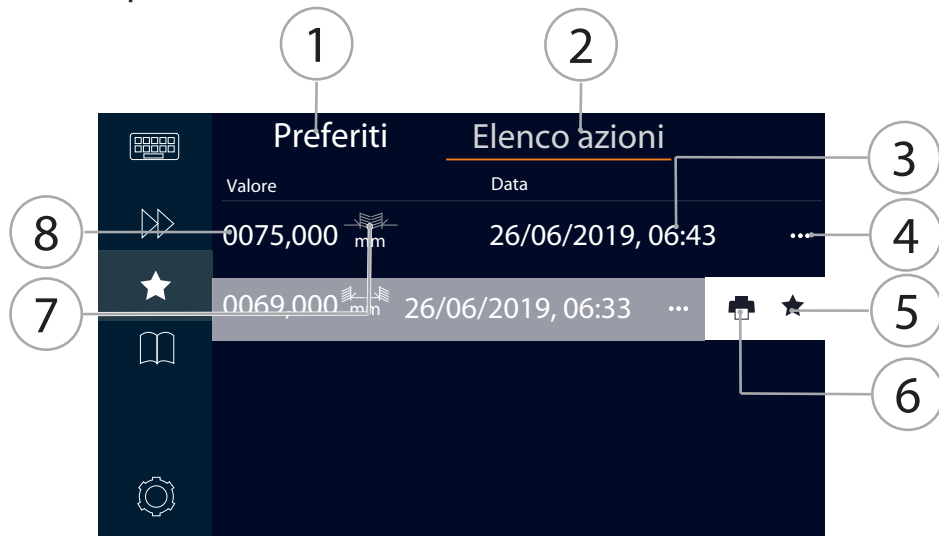 1 2
Preferiti Elenco azioni
Valore Data
3
8 0075,000 mm 26/06/2019, 06:43 ... 4
7 0069,000 mm 26/06/2019, 06:33 ... 5
6